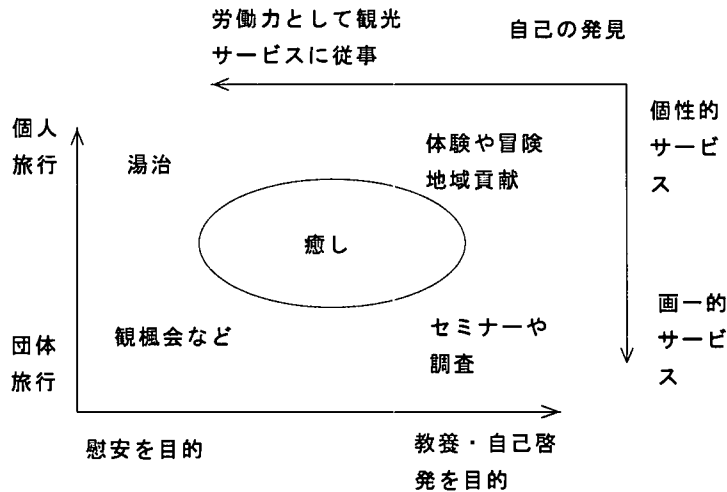 労働力として観光
サービスに従事
自己の発見
個人
旅行
湯治
体験や冒険
地域貢献
個性的
サービ
ス
癒し
団体
旅行
観楓会など
セミナーや
調査
画一的
サービ
ス
慰安を目的
教養・自己啓
発を目的